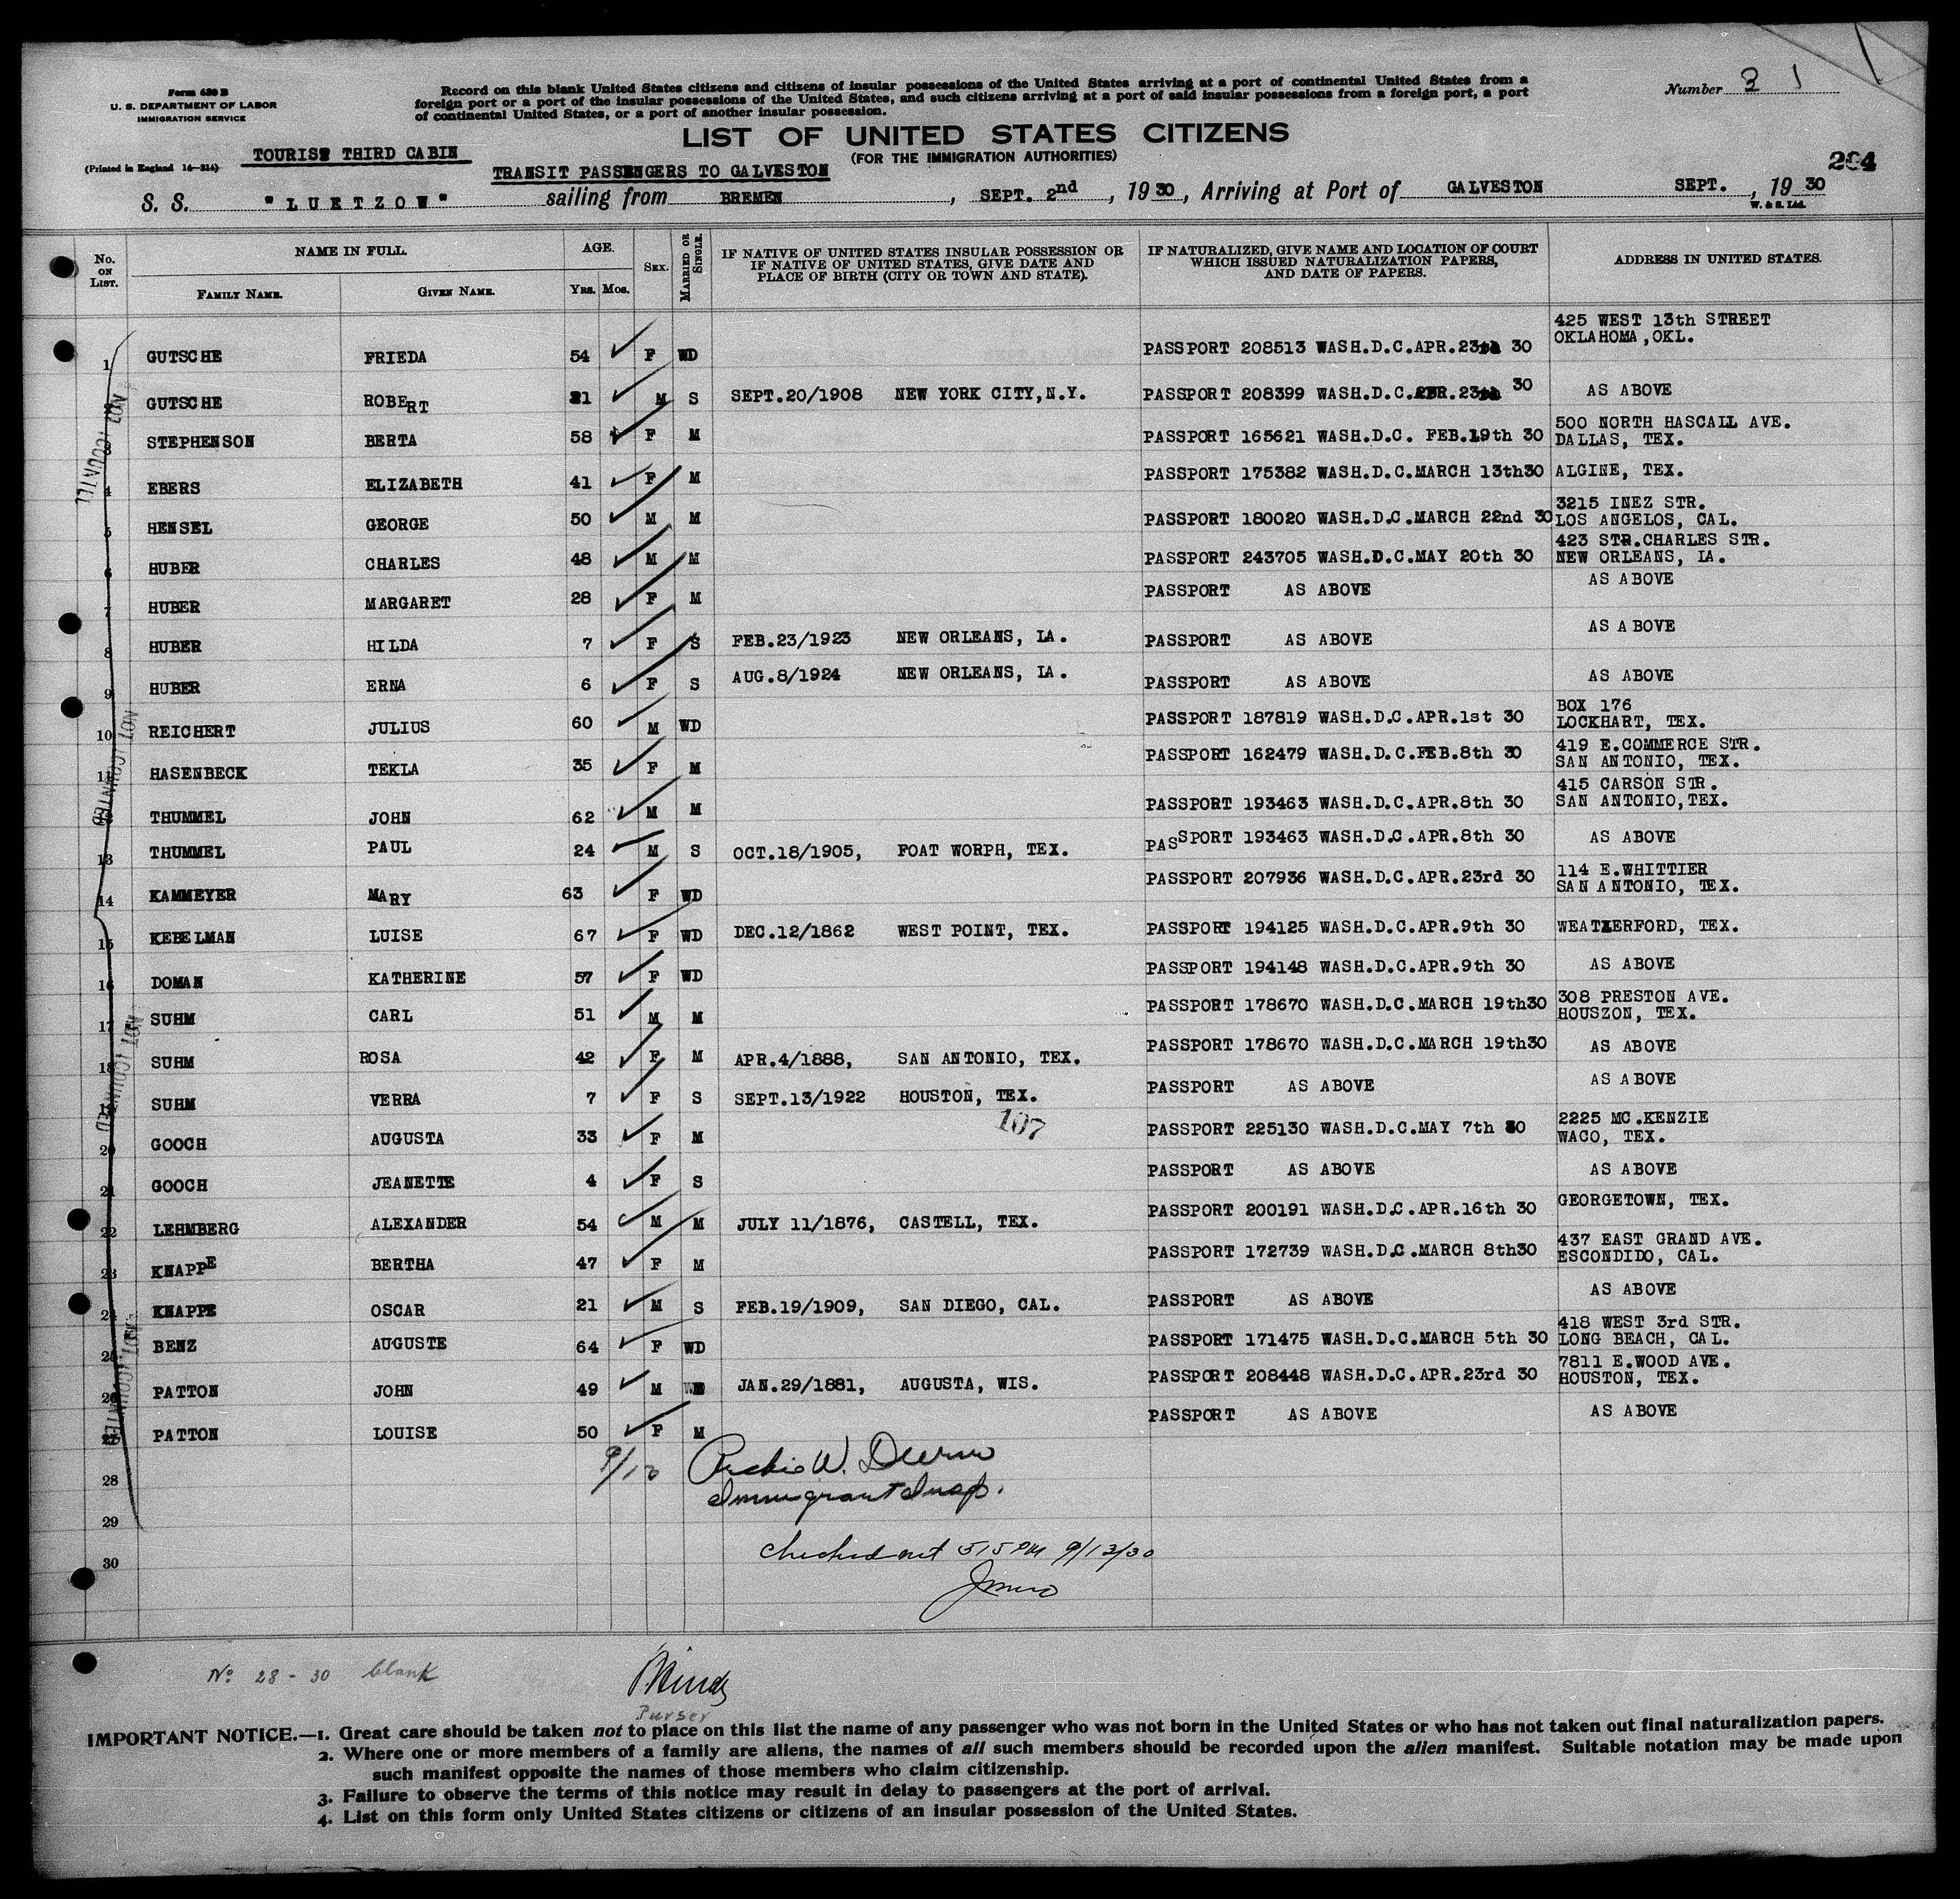 Form 630 B
U. S. DEPARTMENT OF LABOR
IMMIGRATION SERVICE
(Printed in England 14—214)
Record on this blank United States citizens and citizens of insular possessions of the United States arriving at a port of continental United States from a
foreign port or a port of the insular possessions of the United States, and such citizens arriving at a port of said insular possessions from a foreign port, a port
of continental United States, or a port of another insular possession.
Number
LIST OF UNITED STATES CITIZENS
(FOR THE IMMIGRATION AUTHORITIES)
204
TOURIST THIRD CABIN
TRANSIT PASSENGERS TO GALVESTON
S. S. "LUETZOW" sailing from BREMEN, SEPT. 2nd, 1930, Arriving at Port of GALVESTON SEPT., 1930
W. & S. Ltd.
No. ON LIST. NAME IN FULL. FAMILY NAME. GIVEN NAME. AGE. Yrs. Mos. SEX. MARRIED OR SINGLE. IF NATIVE OF UNITED STATES INSULAR POSSESSION OR IF NATIVE OF UNITED STATES, GIVE DATE AND PLACE OF BIRTH (CITY OR TOWN AND STATE). IF NATURALIZED, GIVE NAME AND LOCATION OF COURT WHICH ISSUED NATURALIZATION PAPERS, AND DATE OF PAPERS. ADDRESS IN UNITED STATES.
1 GUTSCHE FRIEDA 54 F WD PASSPORT 208513 WASH.D.C.APR.23 30 425 WEST 13th STREET OKLAHOMA,OKL.
2 GUTSCHE ROBERT 21 M S SEPT.20/1908 NEW YORK CITY,N.Y. PASSPORT 208399 WASH.D.C.APR.23 30 AS ABOVE
3 STEPHENSON BERTA 58 F M PASSPORT 165621 WASH.D.C. FEB.19th 30 500 NORTH HASCALL AVE. DALLAS, TEX.
4 EBERS ELIZABETH 41 F M PASSPORT 175382 WASH.D.C.MARCH 13th30 ALGINE, TEX.
5 HENSEL GEORGE 50 M M PASSPORT 180020 WASH.D.C.MARCH 22nd 30 3215 INEZ STR. LOS ANGELOS, CAL.
6 HUBER CHARLES 48 M M PASSPORT 243705 WASH.D.C.MAY 20th 30 423 STR.CHARLES STR. NEW ORLEANS, LA.
7 HUBER MARGARET 28 F M PASSPORT AS ABOVE AS ABOVE
8 HUBER HILDA 7 F S FEB.23/1923 NEW ORLEANS, LA. PASSPORT AS ABOVE AS ABOVE
9 HUBER ERNA 6 F S AUG.8/1924 NEW ORLEANS, LA. PASSPORT AS ABOVE AS ABOVE
10 REICHERT JULIUS 60 M WD PASSPORT 187819 WASH.D.C.APR.1st 30 BOX 176 LOCKHART, TEX.
11 HASENBECK TEKLA 35 F M PASSPORT 162479 WASH.D.C.FEB.8th 30 419 E.COMMERCE STR. SAN ANTONIO, TEX.
12 THUMMEL JOHN 62 M M PASSPORT 193463 WASH.D.C.APR.8th 30 415 CARSON STR. SAN ANTONIO,TEX.
13 THUMMEL PAUL 24 M S OCT.18/1905, FOAT WORPH, TEX. PASSPORT 193463 WASH.D.C.APR.8th 30 AS ABOVE
14 KAMMEYER MARY 63 F WD PASSPORT 207936 WASH.D.C.APR.23rd 30 114 E.WHITTIER SAN ANTONIO, TEX.
15 KEBELMAN LUISE 67 F WD DEC.12/1862 WEST POINT, TEX. PASSPORT 194125 WASH.D.C.APR.9th 30 WEATHERFORD, TEX.
16 DOMAN KATHERINE 57 F WD PASSPORT 194148 WASH.D.C.APR.9th 30 AS ABOVE
17 SUHM CARL 51 M M PASSPORT 178670 WASH.D.C.MARCH 19th30 308 PRESTON AVE. HOUSZON, TEX.
18 SUHM ROSA 42 F M APR.4/1888, SAN ANTONIO, TEX. PASSPORT 178670 WASH.D.C.MARCH 19th30 AS ABOVE
19 SUHM VERRA 7 F S SEPT.13/1922 HOUSTON, TEX. PASSPORT AS ABOVE AS ABOVE
107
20 GOOCH AUGUSTA 33 F M PASSPORT 225130 WASH.D.C.MAY 7th 30 2225 MC.KENZIE WACO, TEX.
21 GOOCH JEANETTE 4 F S PASSPORT AS ABOVE AS ABOVE
22 LEHMBERG ALEXANDER 54 M M JULY 11/1876, CASTELL, TEX. PASSPORT 200191 WASH.D.C.APR.16th 30 GEORGETOWN, TEX.
23 KNAPPE BERTHA 47 F M PASSPORT 172739 WASH.D.C.MARCH 8th30 437 EAST GRAND AVE. ESCONDIDO, CAL.
24 KNAPPE OSCAR 21 M S FEB.19/1909, SAN DIEGO, CAL. PASSPORT AS ABOVE AS ABOVE
25 BENZ AUGUSTE 64 F WD PASSPORT 171475 WASH.D.C.MARCH 5th 30 418 WEST 3rd STR. LONG BEACH, CAL.
26 PATTON JOHN 49 M JAN.29/1881, AUGUSTA, WIS. PASSPORT 208448 WASH.D.C.APR.23rd 30 7811 E.WOOD AVE. HOUSTON, TEX.
27 PATTON LOUISE 50 F M PASSPORT AS ABOVE AS ABOVE
28
29
30
NOT COUNTED
NOT COUNTED
NOT COUNTED
NOT COUNTED
W.
Immigrant Insp.
Checked out 515 PM 9/13/30
No 28 - 30 blank
Purser
IMPORTANT NOTICE.—1. Great care should be taken not to place on this list the name of any passenger who was not born in the United States or who has not taken out final naturalization papers.
2. Where one or more members of a family are aliens, the names of all such members should be recorded upon the alien manifest. Suitable notation may be made upon
such manifest opposite the names of those members who claim citizenship.
3. Failure to observe the terms of this notice may result in delay to passengers at the port of arrival.
4. List on this form only United States citizens or citizens of an insular possession of the United States.